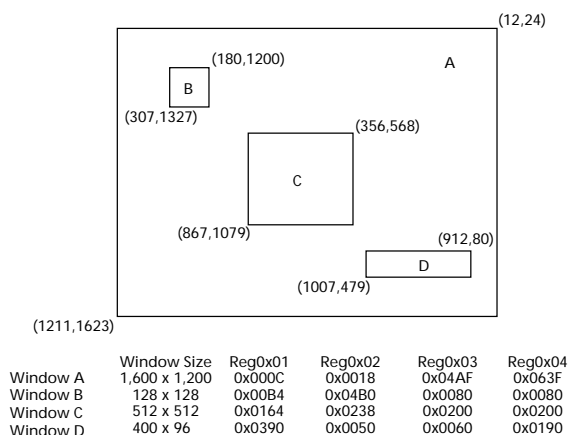 (12,24)
(180,1200)
A
B
(307,1327)
(356,568)
C
(867,1079)
(912,80)
D
(1007,479)
(1211,1623)
Window Size Reg0x01 Reg0x02 Reg0x03 Reg0x04
Window A 1,600 x 1,200 0x000C 0x0018 0x04AF 0x063F
Window B 128 x 128 0x00B4 0x04B0 0x0080 0x0080
Window C 512 x 512 0x0164 0x0238 0x0200 0x0200
Window D 400 x 96 0x0390 0x0050 0x0060 0x0190